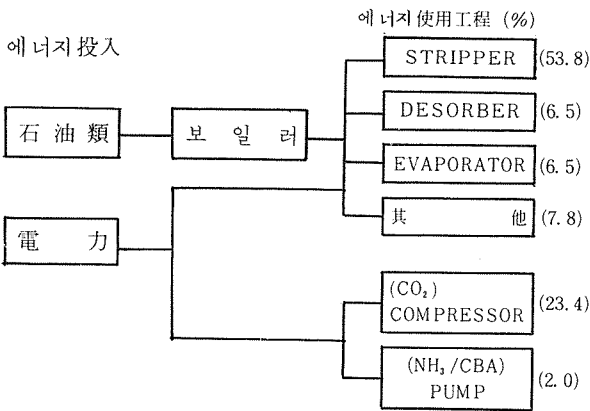 에너지 使用工程 (%)
에너지 投入
STRIPPER (53.8)
石油類 보일러 DESORBER (6.5)
EVAPORATOR (6.5)
電力 其他 (7.8)
(CO₂)
COMPRESSOR (23.4)
(NH₃/CBA)
PUMP (2.0)